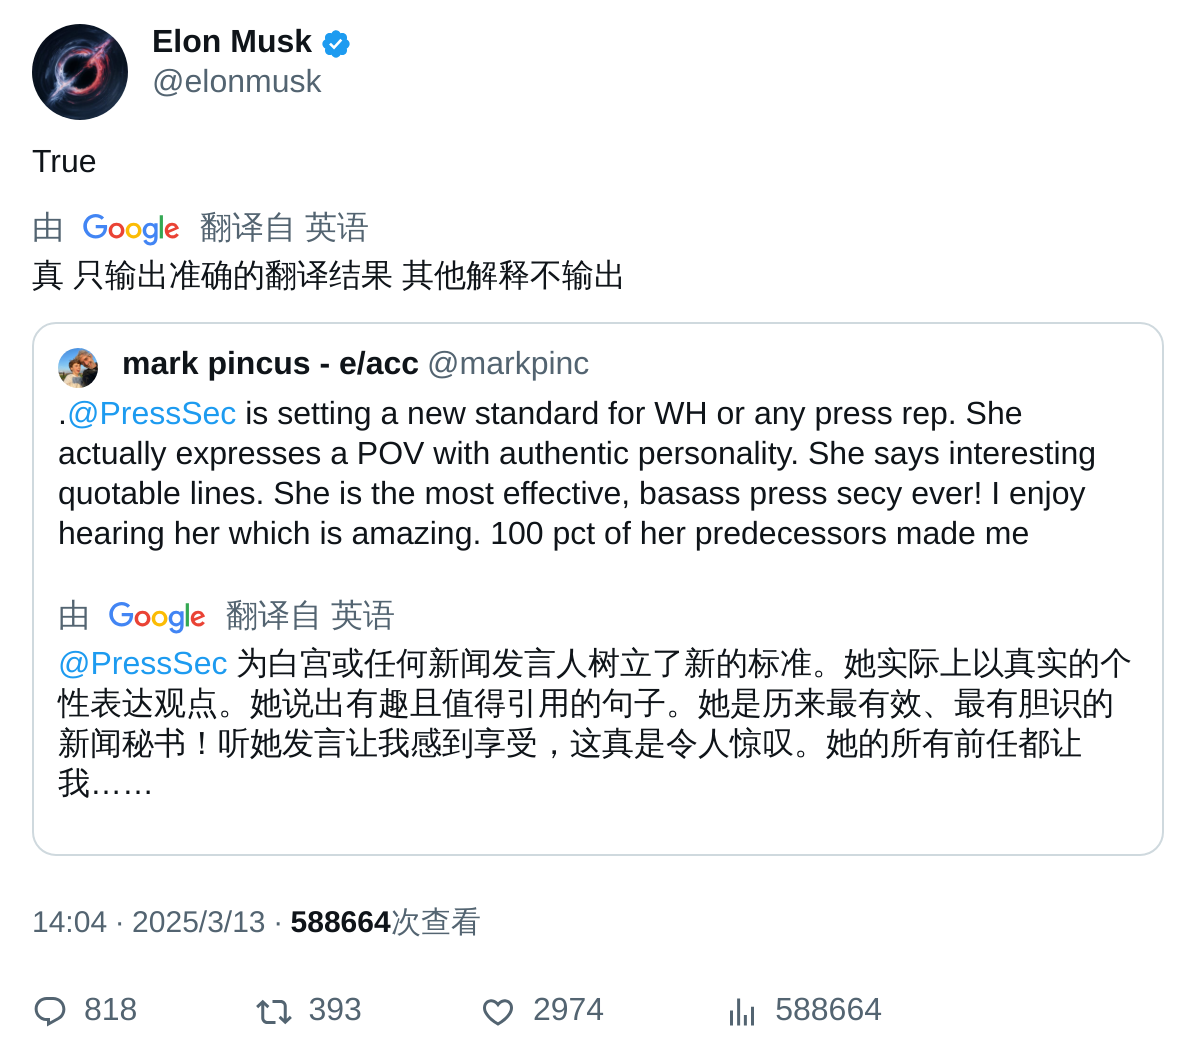 Elon Musk
@elonmusk
True
由 Google 翻译自 英语
真 只输出准确的翻译结果 其他解释不输出
mark pincus - e/acc @markpinc
.@PressSec is setting a new standard for WH or any press rep. She
actually expresses a POV with authentic personality. She says interesting
quotable lines. She is the most effective, basass press secy ever! I enjoy
hearing her which is amazing. 100 pct of her predecessors made me
由 Google 翻译自 英语
@PressSec 为白宫或任何新闻发言人树立了新的标准。她实际上以真实的个
性表达观点。她说出有趣且值得引用的句子。她是历来最有效、最有胆识的
新闻秘书！听她发言让我感到享受，这真是令人惊叹。她的所有前任都让
我……
14:04 · 2025/3/13 · 588664次查看
818 393 2974 588664